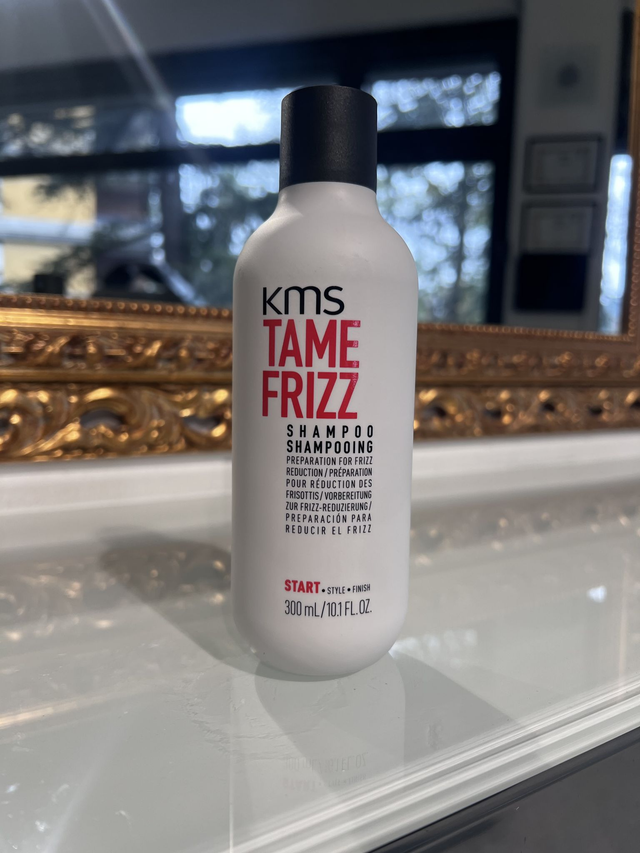 KMS
TAME
FRIZZ
SHAMPOO
SHAMPOOING
PREPARATION FOR FRIZZ
REDUCTION / PRÉPARATION
POUR RÉDUCTION DES
FRISOTTIS / VORBEREITUNG
ZUR FRIZZ-REDUZIERUNG /
PREPARACIÓN PARA
REDUCIR EL FRIZZ
START • STYLE • FINISH
300 mL/10.1 FL.OZ.